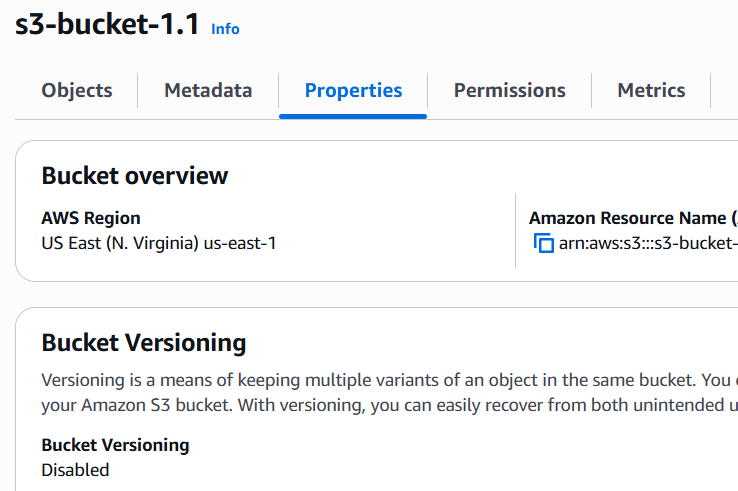 s3-bucket-1.1 Info
Objects Metadata Properties Permissions Metrics
Bucket overview
AWS Region
US East (N. Virginia) us-east-1
Amazon Resource Name (
arn:aws:s3:::s3-bucket-
Bucket Versioning
Versioning is a means of keeping multiple variants of an object in the same bucket. You
your Amazon S3 bucket. With versioning, you can easily recover from both unintended
Bucket Versioning
Disabled